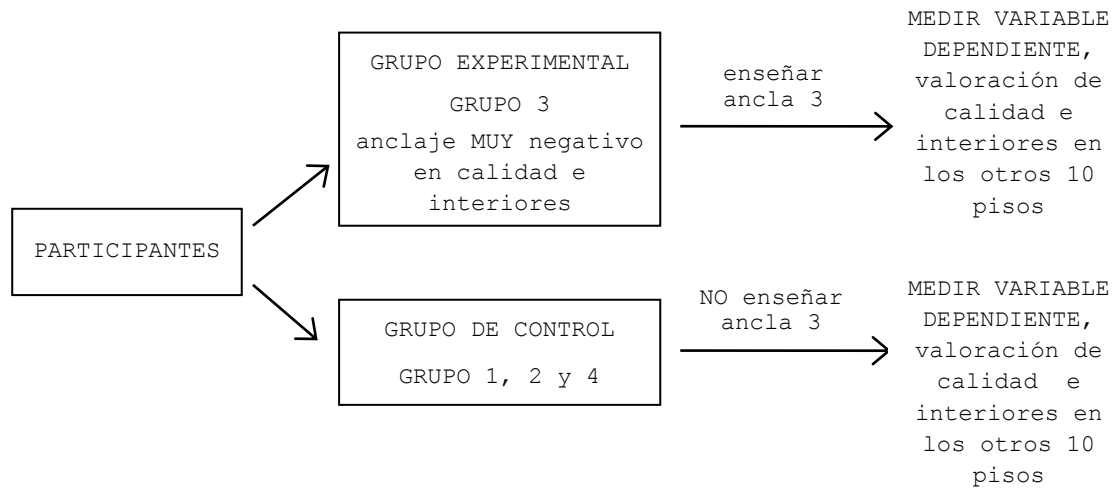 PARTICIPANTES
GRUPO EXPERIMENTAL
GRUPO 3
anclaje MUY negativo
en calidad e
interiores
enseñar
ancla 3
MEDIR VARIABLE
DEPENDIENTE,
valoración de
calidad e
interiores en
los otros 10
pisos
GRUPO DE CONTROL
GRUPO 1, 2 y 4
NO enseñar
ancla 3
MEDIR VARIABLE
DEPENDIENTE,
valoración de
calidad e
interiores en
los otros 10
pisos